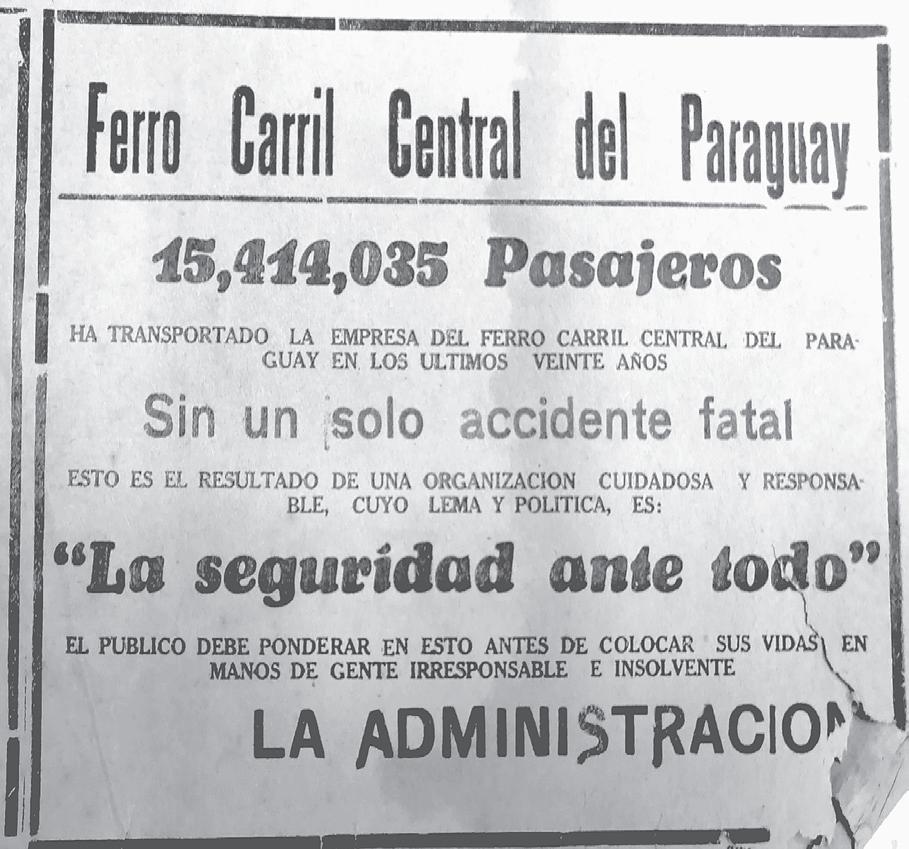 Ferro Carril Central del Paraguay
15,414,035 Pasajeros
HA TRANSPORTADO LA EMPRESA DEL FERRO CARRIL CENTRAL DEL PARA-
GUAY EN LOS ULTIMOS VEINTE AÑOS
Sin un solo accidente fatal
ESTO ES EL RESULTADO DE UNA ORGANIZACION CUIDADOSA Y RESPONSA-
BLE, CUYO LEMA Y POLITICA, ES:
“La seguridad ante todo”
EL PUBLICO DEBE PONDERAR EN ESTO ANTES DE COLOCAR SUS VIDAS EN
MANOS DE GENTE IRRESPONSABLE E INSOLVENTE
LA ADMINISTRACION